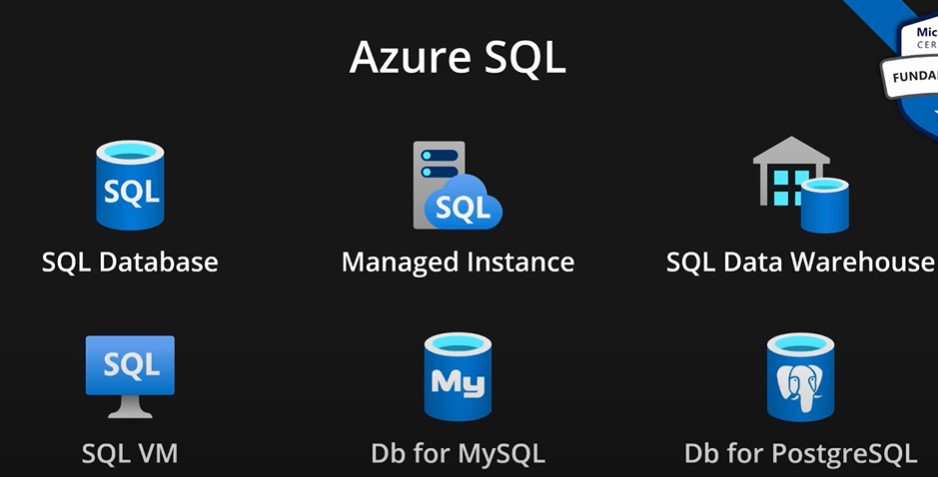 Azure SQL
Mic
CER
FUNDA
SQL
SQL
SQL Database
Managed Instance
SQL Data Warehouse
SQL
My
SQL VM
Db for MySQL
Db for PostgreSQL